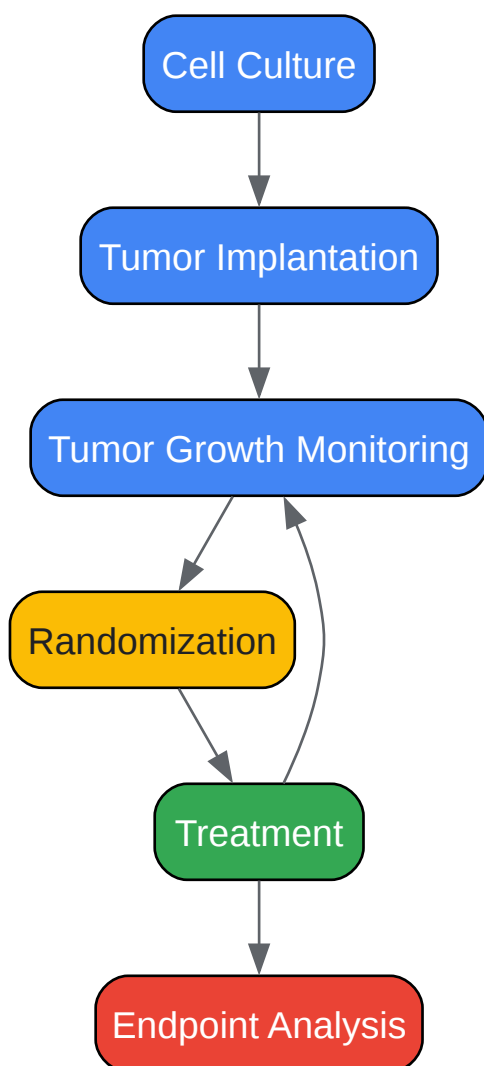 Cell Culture
Tumor Implantation
Tumor Growth Monitoring
Randomization
Treatment
Endpoint Analysis